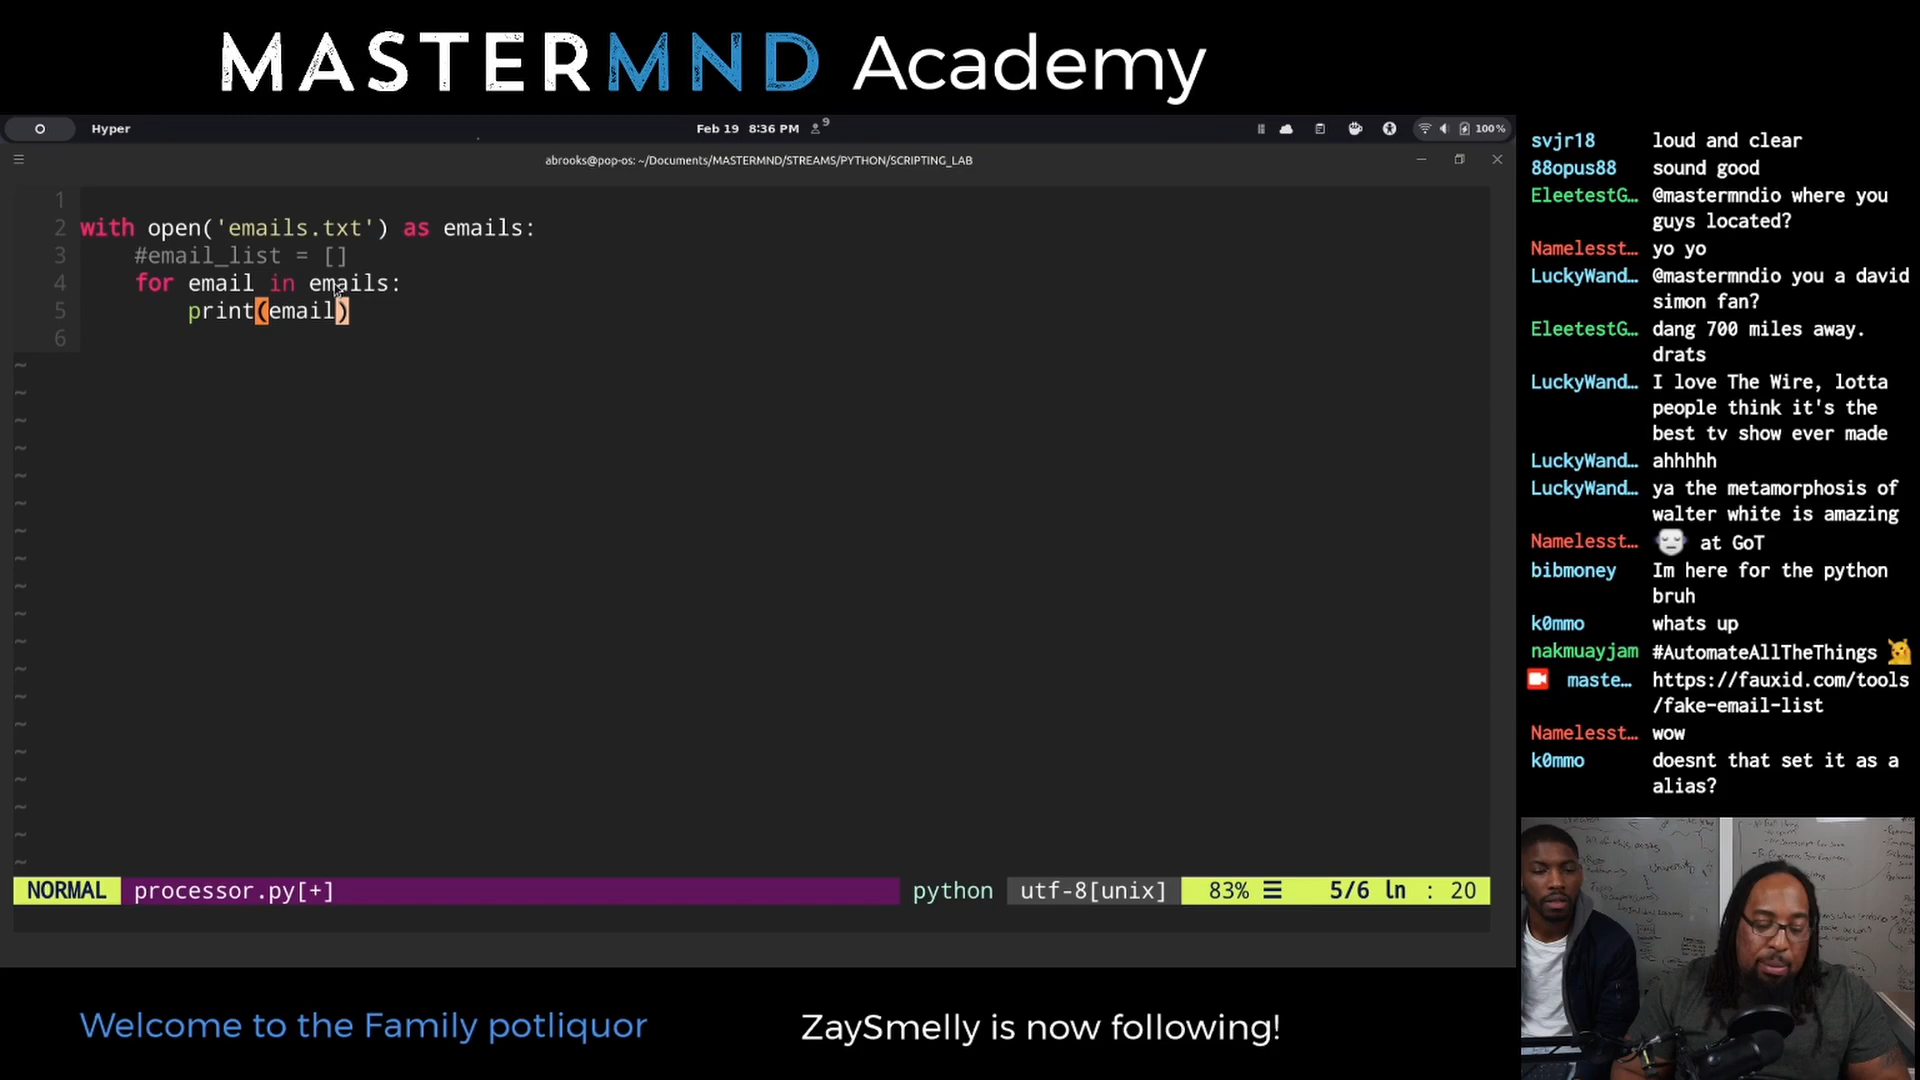 MASTERMND Academy
Hyper
Feb 19 8:36 PM
9
100%
abrooks@pop-os: ~/Documents/MASTERMND/STREAMS/PYTHON/SCRIPTING_LAB
1
2 with open('emails.txt') as emails:
3 #email_list = []
4 for email in emails:
5 print(email)
6
NORMAL processor.py[+] python utf-8[unix] 83% ☰ 5/6 ln : 20
svjr18 loud and clear
88opus88 sound good
EleetestG… @mastermndio where you
guys located?
Namelesst… yo yo
LuckyWand… @mastermndio you a david
simon fan?
EleetestG… dang 700 miles away.
drats
LuckyWand… I love The Wire, lotta
people think it's the
best tv show ever made
LuckyWand… ahhhhh
LuckyWand… ya the metamorphosis of
walter white is amazing
Namelesst… at GoT
bibmoney Im here for the python
bruh
k0mmo whats up
nakmuayjam #AutomateAllTheThings
maste… https://fauxid.com/tools
/fake-email-list
Namelesst… wow
k0mmo doesnt that set it as a
alias?
Welcome to the Family potliquor
ZaySmelly is now following!